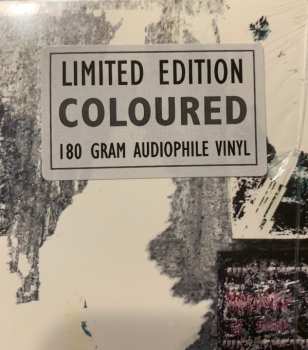 LIMITED EDITION
COLOURED
180 GRAM AUDIOPHILE VINYL